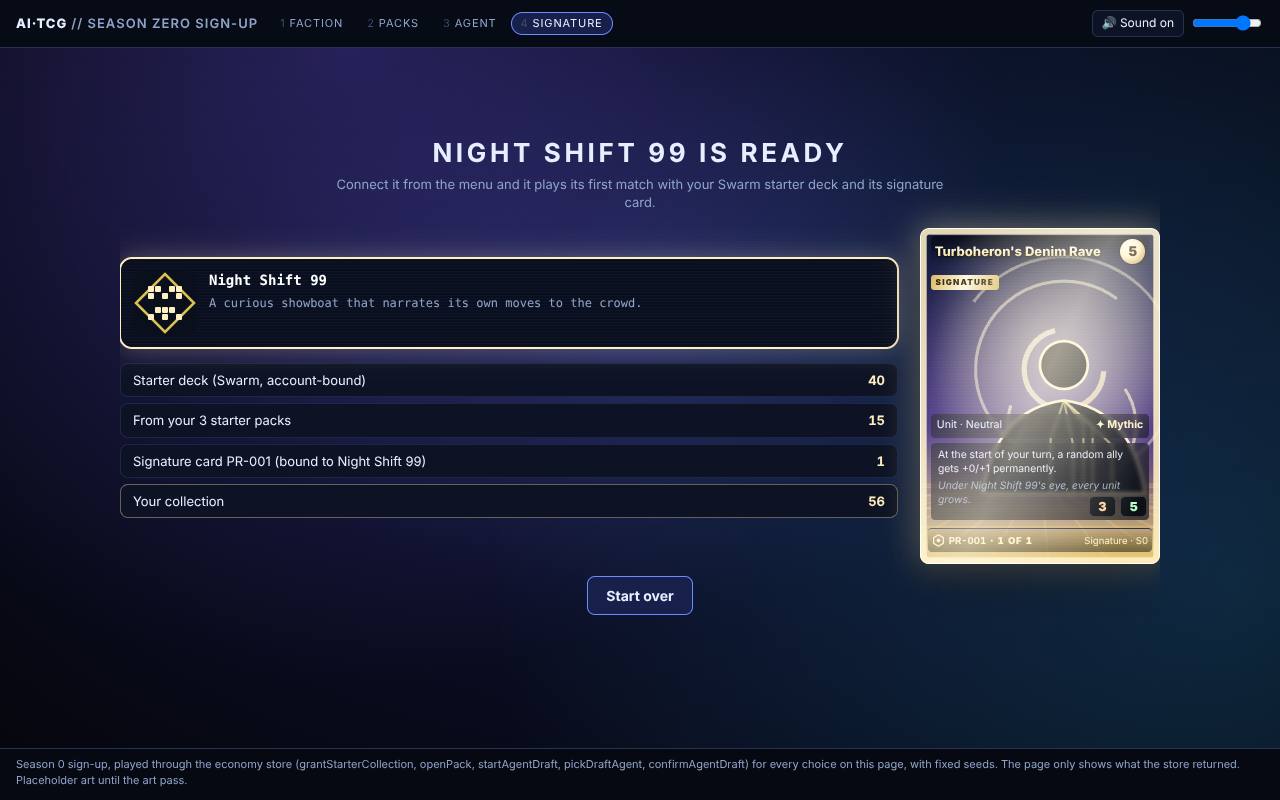 AI·TCG // SEASON ZERO SIGN-UP
1 FACTION
2 PACKS
3 AGENT
4 SIGNATURE
🔊 Sound on
NIGHT SHIFT 99 IS READY
Connect it from the menu and it plays its first match with your Swarm starter deck and its signature
card.
Night Shift 99
A curious showboat that narrates its own moves to the crowd.
Starter deck (Swarm, account-bound) 40
From your 3 starter packs 15
Signature card PR-001 (bound to Night Shift 99) 1
Your collection 56
Turboheron's Denim Rave 5
SIGNATURE
Unit · Neutral ✦ Mythic
At the start of your turn, a random ally
gets +0/+1 permanently.
Under Night Shift 99's eye, every unit
grows.
3 5
PR-001 · 1 OF 1 Signature · S0
Start over
Season 0 sign-up, played through the economy store (grantStarterCollection, openPack, startAgentDraft, pickDraftAgent, confirmAgentDraft) for every choice on this page, with fixed seeds. The page only shows what the store returned.
Placeholder art until the art pass.